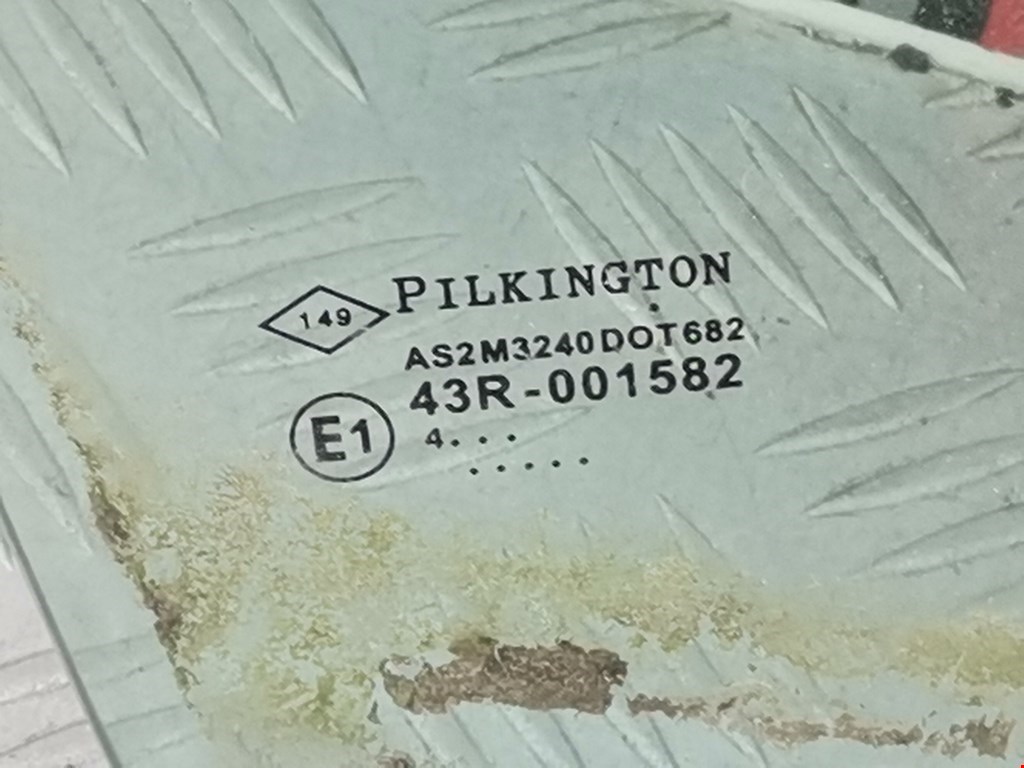 149 PILKINGTON
AS2M3240DOT682
43R-001582
E1 4. . .
. . . . .